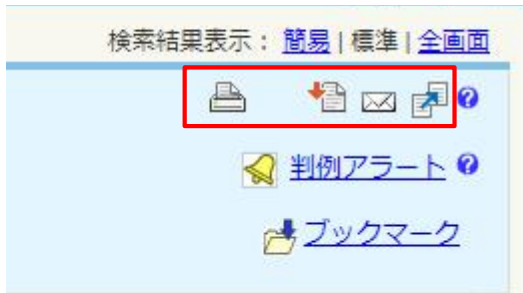 検索結果表示： 簡易 | 標準 | 全画面
?
判例アラート ?
ブックマーク